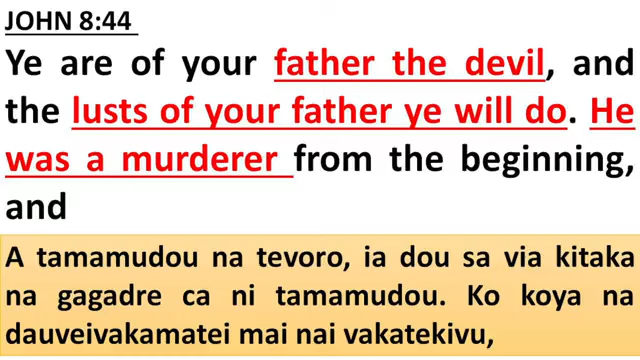 JOHN 8:44
Ye are of your father the devil, and
the lusts of your father ye will do. He
was a murderer from the beginning,
and
A tamamudou na tevoro, ia dou sa via kitaka
na gagadre ca ni tamamudou. Ko koya na
dauveivakamatei mai nai vakatekivu,